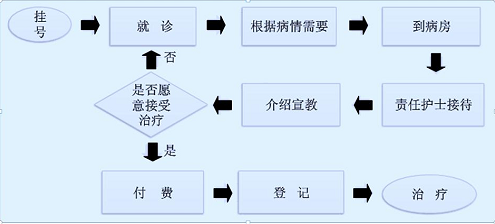 挂
号
就 诊
根据病情需要
到病房
否
是否愿
意接受
治疗
介绍宣教
责任护士接待
是
付 费
登 记
治 疗